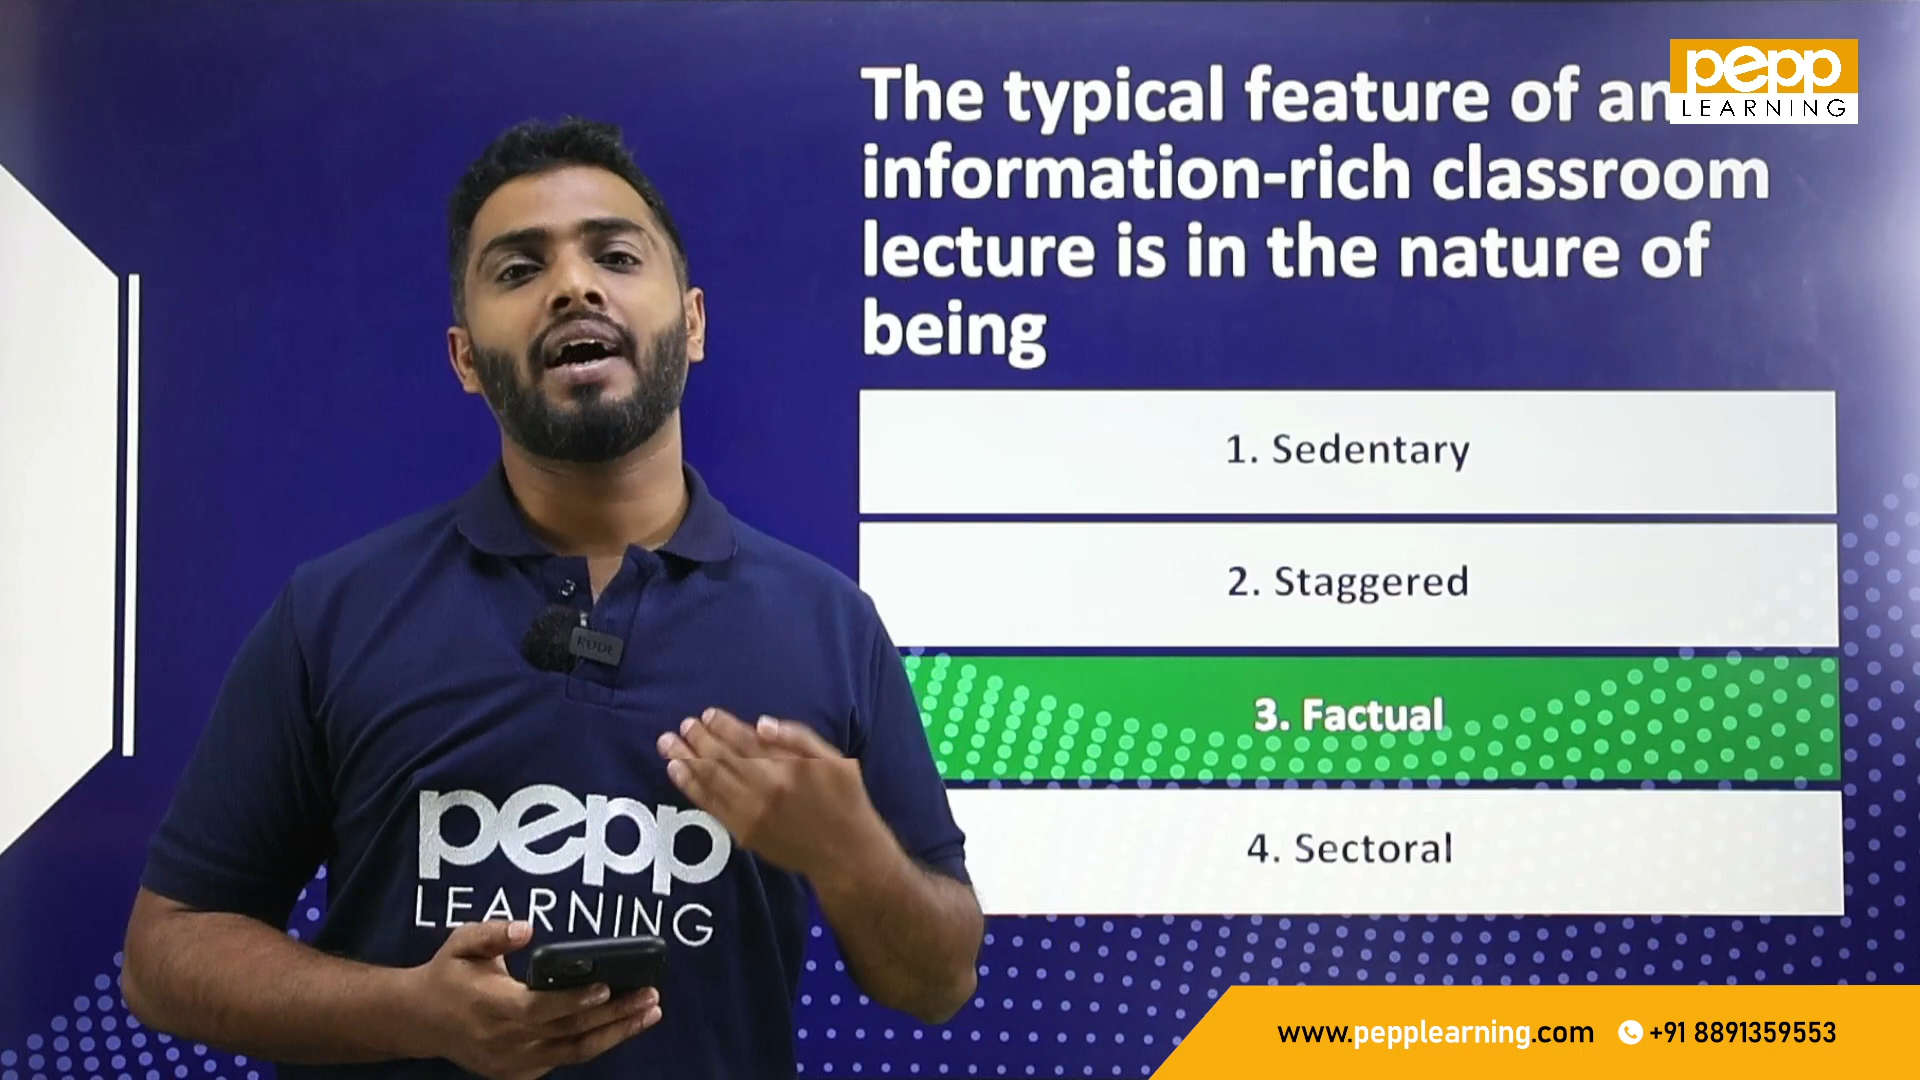 The typical feature of an
information-rich classroom
lecture is in the nature of
being
1. Sedentary
2. Staggered
3. Factual
4. Sectoral
pepp
LEARNING
RODE
pepp
LEARNING
www.pepplearning.com +91 8891359553